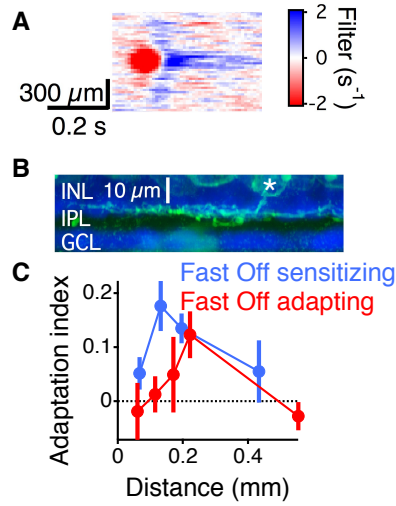 A
2
0
-2
Filter (s-1)
300 µm
0.2 s
B
INL 10 µm
*
IPL
GCL
C
Fast Off sensitizing
Fast Off adapting
0.2
0.1
0
Adaptation index
0 0.2 0.4
Distance (mm)